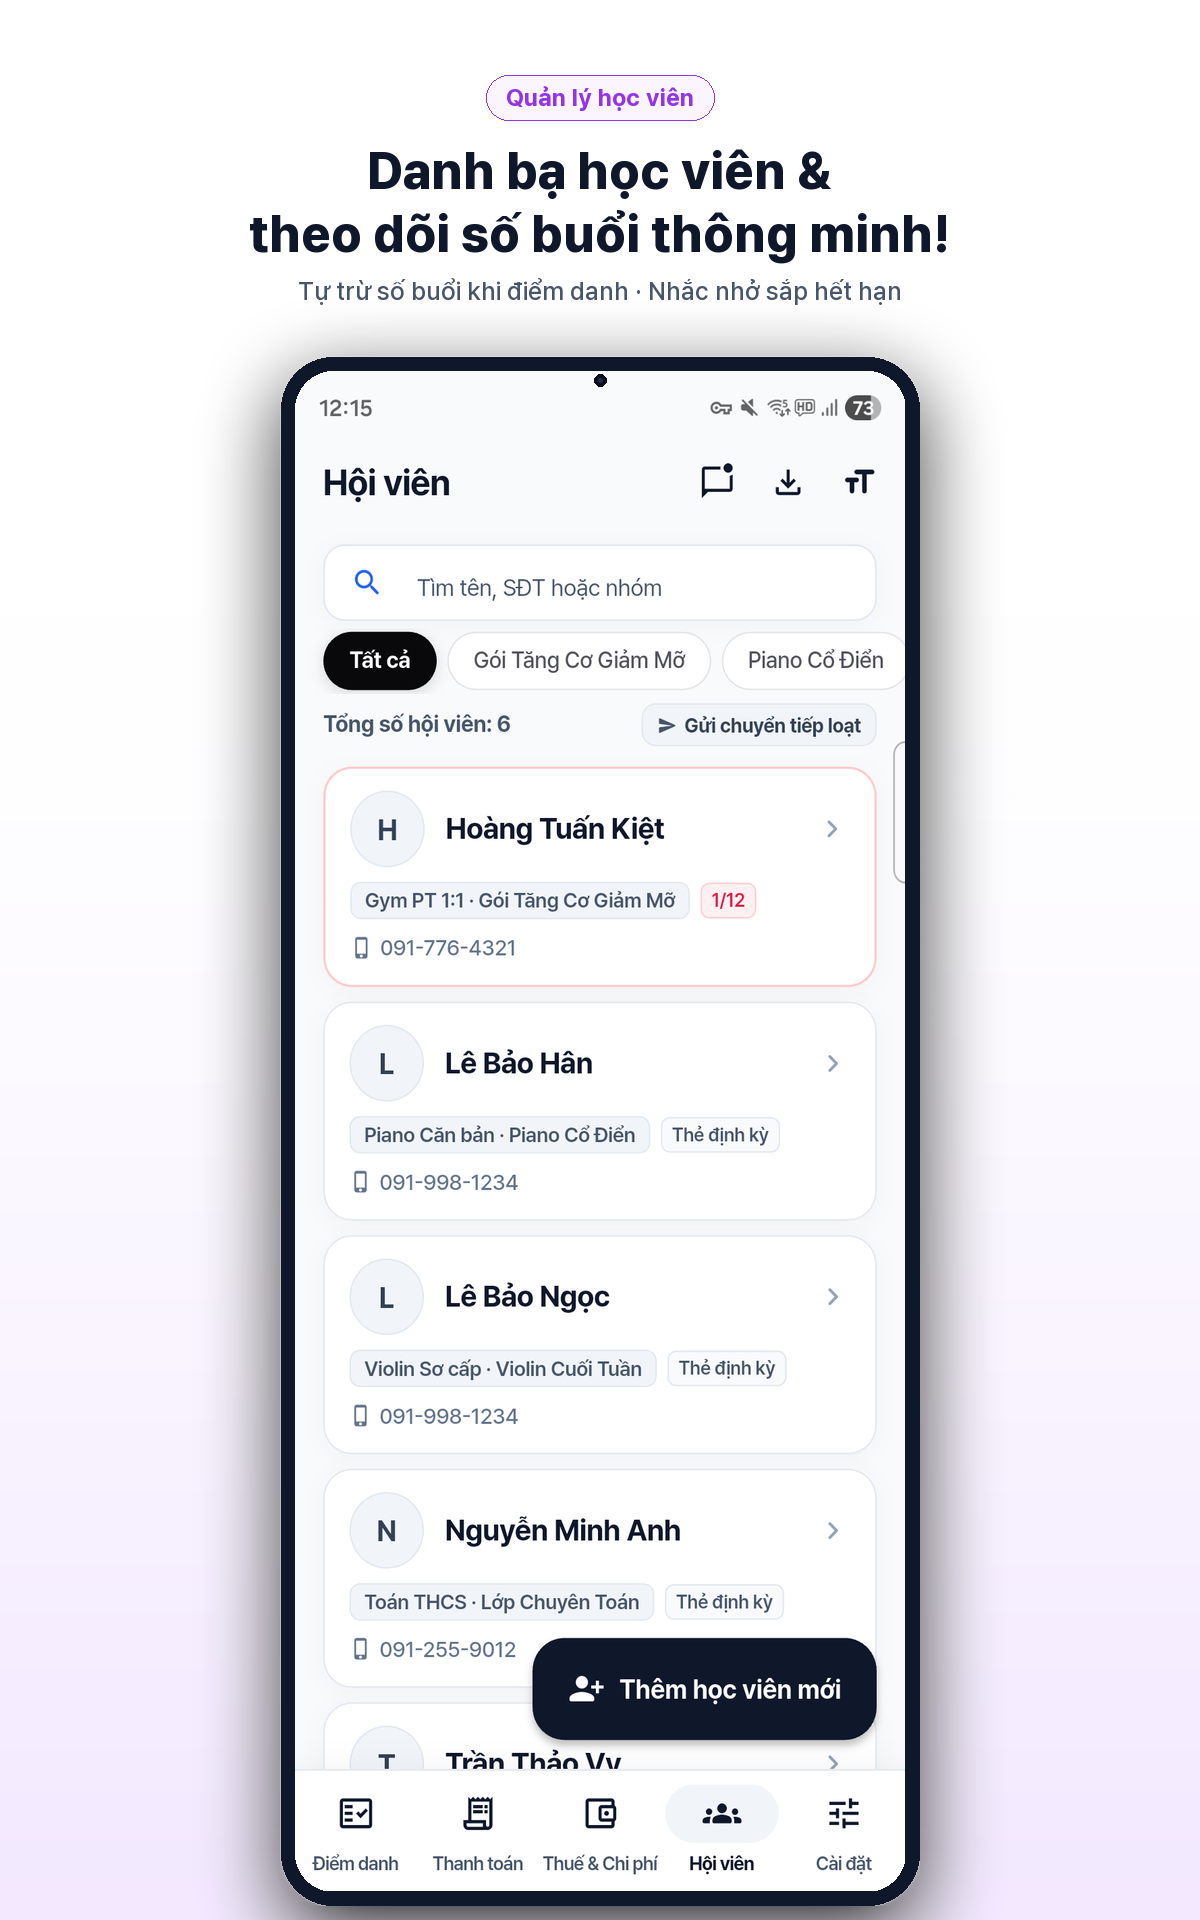 Quản lý học viên
Danh bạ học viên &
theo dõi số buổi thông minh!
Tự trừ số buổi khi điểm danh · Nhắc nhở sắp hết hạn
12:15
5 HD 73
Hội viên
Tìm tên, SĐT hoặc nhóm
Tất cả Gói Tăng Cơ Giảm Mỡ Piano Cổ Điển
Tổng số hội viên: 6 Gửi chuyển tiếp loạt
H Hoàng Tuấn Kiệt
Gym PT 1:1 · Gói Tăng Cơ Giảm Mỡ 1/12
091-776-4321
L Lê Bảo Hân
Piano Căn bản · Piano Cổ Điển Thẻ định kỳ
091-998-1234
L Lê Bảo Ngọc
Violin Sơ cấp · Violin Cuối Tuần Thẻ định kỳ
091-998-1234
N Nguyễn Minh Anh
Toán THCS · Lớp Chuyên Toán Thẻ định kỳ
091-255-9012
Thêm học viên mới
T Trần Thảo Vy
Điểm danh Thanh toán Thuế & Chi phí Hội viên Cài đặt